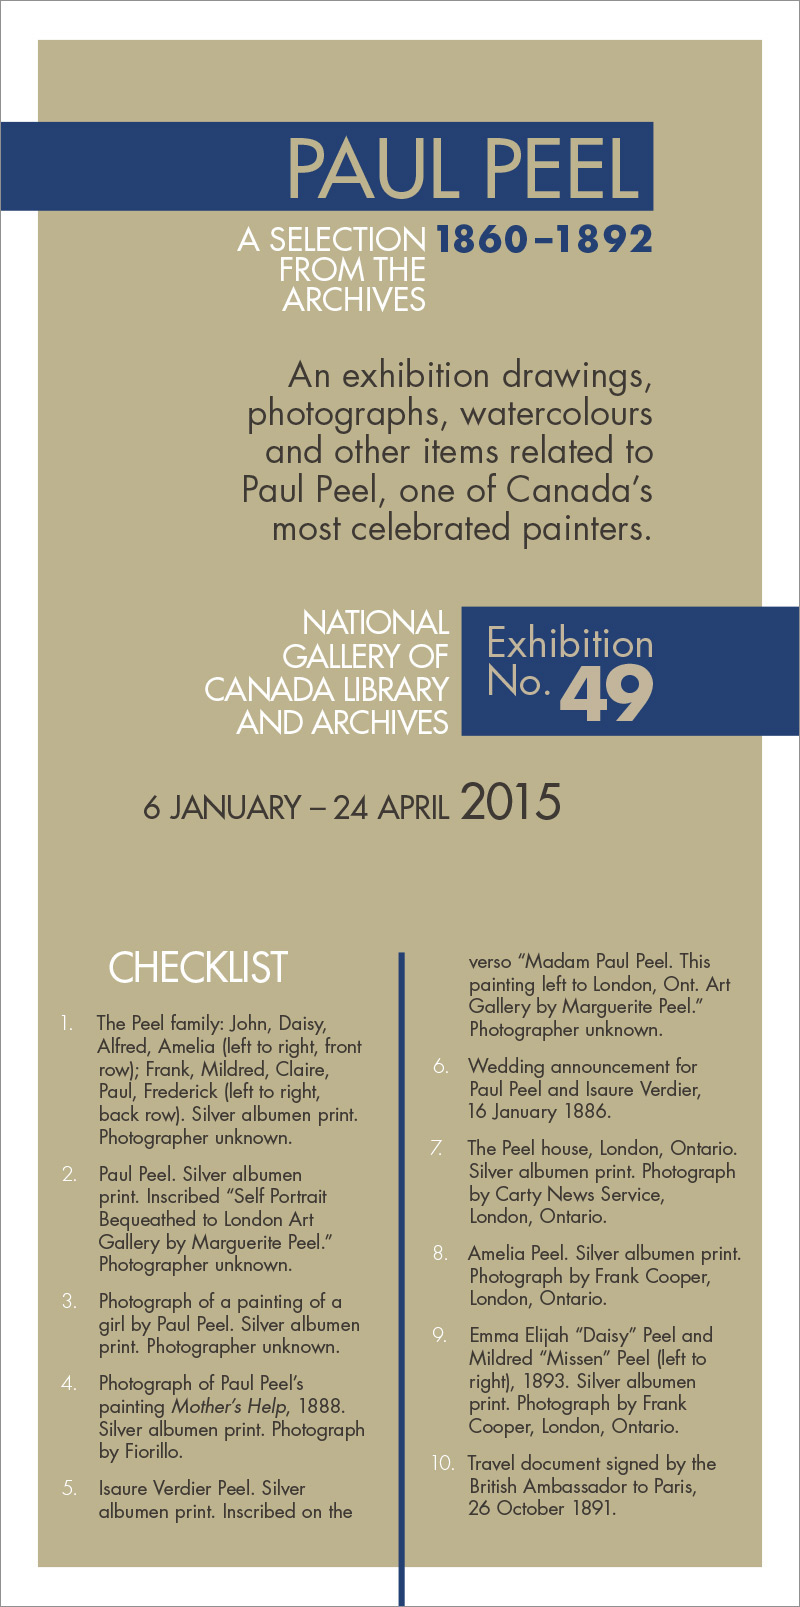 PAUL PEEL
A SELECTION
FROM THE
ARCHIVES
1860–1892
An exhibition drawings,
photographs, watercolours
and other items related to
Paul Peel, one of Canada’s
most celebrated painters.
NATIONAL
GALLERY OF
CANADA LIBRARY
AND ARCHIVES
Exhibition
No. 49
6 JANUARY – 24 APRIL 2015
CHECKLIST
1. The Peel family: John, Daisy,
Alfred, Amelia (left to right, front
row); Frank, Mildred, Claire,
Paul, Frederick (left to right,
back row). Silver albumen print.
Photographer unknown.
2. Paul Peel. Silver albumen
print. Inscribed “Self Portrait
Bequeathed to London Art
Gallery by Marguerite Peel.”
Photographer unknown.
3. Photograph of a painting of a
girl by Paul Peel. Silver albumen
print. Photographer unknown.
4. Photograph of Paul Peel’s
painting Mother’s Help, 1888.
Silver albumen print. Photograph
by Fiorillo.
5. Isaure Verdier Peel. Silver
albumen print. Inscribed on the
verso “Madam Paul Peel. This
painting left to London, Ont. Art
Gallery by Marguerite Peel.”
Photographer unknown.
6. Wedding announcement for
Paul Peel and Isaure Verdier,
16 January 1886.
7. The Peel house, London, Ontario.
Silver albumen print. Photograph
by Carty News Service,
London, Ontario.
8. Amelia Peel. Silver albumen print.
Photograph by Frank Cooper,
London, Ontario.
9. Emma Elijah “Daisy” Peel and
Mildred “Missen” Peel (left to
right), 1893. Silver albumen
print. Photograph by Frank
Cooper, London, Ontario.
10. Travel document signed by the
British Ambassador to Paris,
26 October 1891.